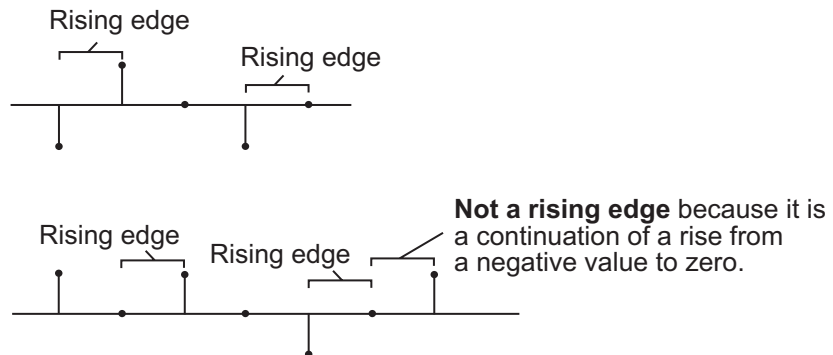 Rising edge
Rising edge
Rising edge
Rising edge
Not a rising edge because it is
a continuation of a rise from
a negative value to zero.